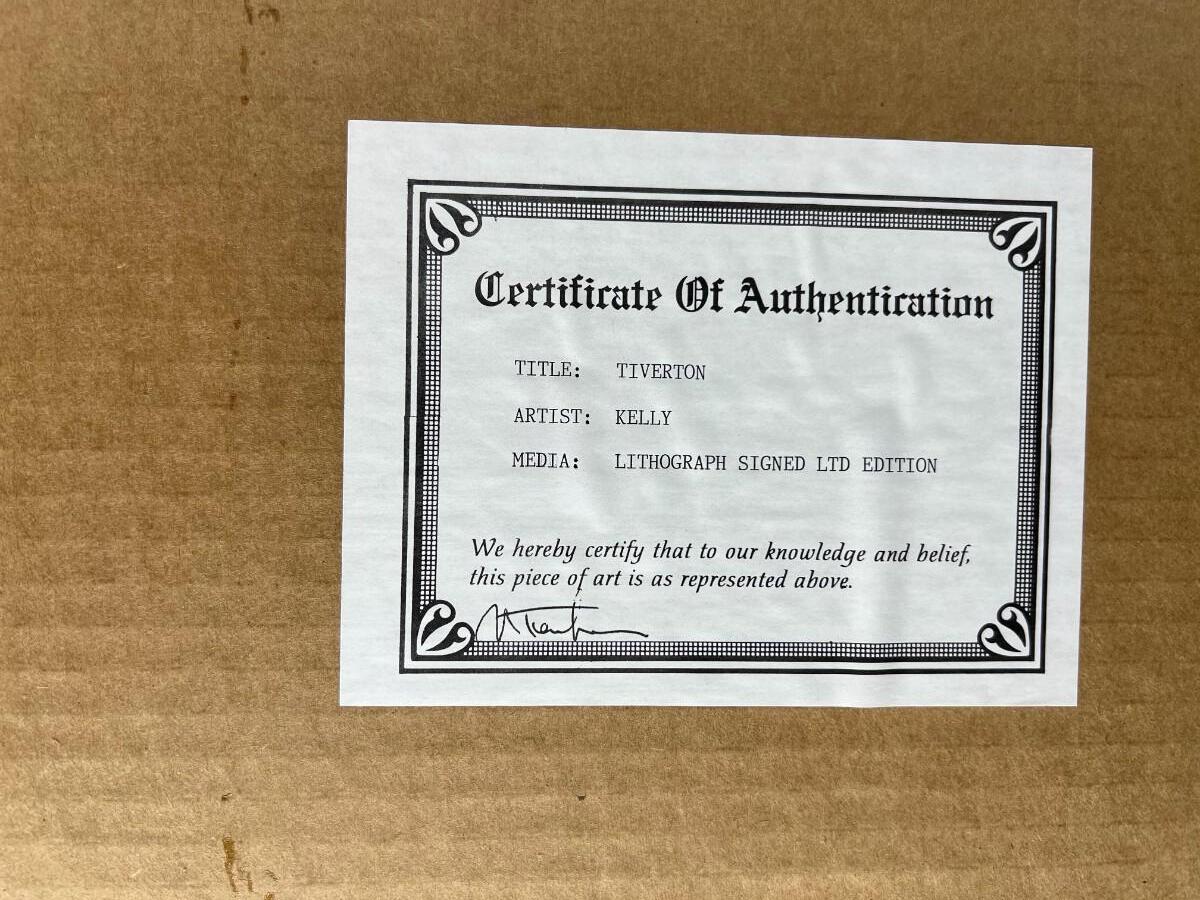 Certificate Of Authentication
TITLE: TIVERTON
ARTIST: KELLY
MEDIA: LITHOGRAPH SIGNED LTD EDITION
We hereby certify that to our knowledge and belief,
this piece of art is as represented above.